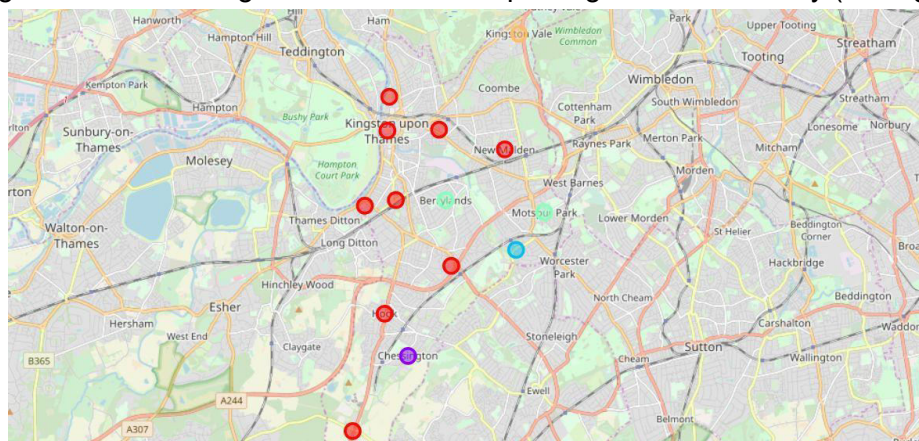 Hanworth
Ham
Kingston Vale
Wimbledon
Common
Park
Upper Tooting
Hampton Hill
Teddington
Tooting
Streatham
Kempton Park
Coombe
Wimbledon
Hampton
Bushy Park
Cottenham
Park
South Wimbledon
Streatham
Sunbury-on-
Thames
Kingston upon
Thames
Lonesome
Norbury
Molesey
New Malden
Raynes Park
Merton Park
Mitcham
Hampton
Court Park
Morden
West Barnes
Berrylands
Walton-on-
Thames
Thames Ditton
Motspur Park
Lower Morden
Long Ditton
St Helier
Beddington
Corner
Worcester
Park
Hackbridge
Hinchley Wood
North Cheam
Beddington
Esher
Hook
Hersham
West End
Claygate
Stoneleigh
Carshalton
Waddo
B365
Chessington
Sutton
Cheam
Wallington
Ewell
A244
Belmont
A307